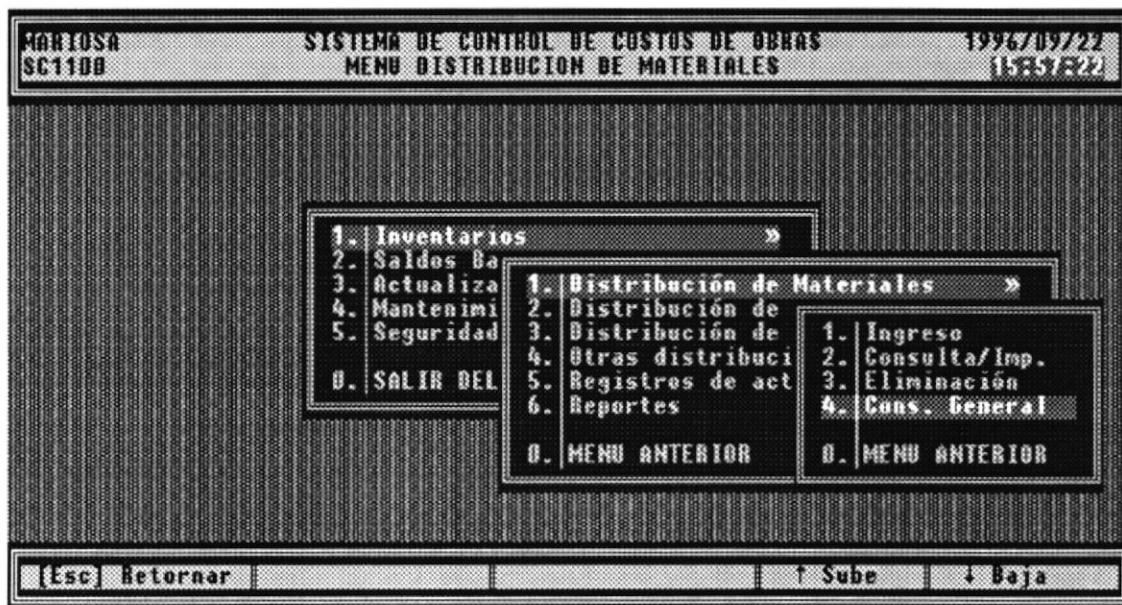 MARIOSA SISTEMA DE CONTROL DE COSTOS DE OBRAS 1996/09/22
SC1100 MENU DISTRIBUCION DE MATERIALES 15:57:22
1. Inventarios »
2. Saldos Ba
3. Actualiza
4. Mantenimi
5. Seguridad
0. SALIR DEL
1. Distribución de Materiales »
2. Distribución de
3. Distribución de
4. Otras distribuci
5. Registros de act
6. Reportes
0. MENU ANTERIOR
1. Ingreso
2. Consulta/Imp.
3. Eliminación
4. Cons. General
0. MENU ANTERIOR
[Esc] Retornar ↑ Sube ↓ Baja